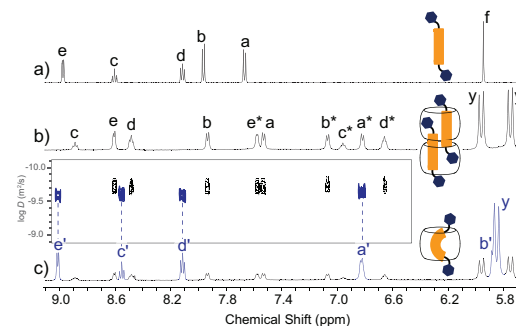 e c d b a f
a)
c e d b e* a b* c* a* d* y y
b)
-10.0
-9.5
-9.0
log D (m²/s)
e' c' d' a' b' y
c)
9.0 8.6 8.2 7.8 7.4 7.0 6.6 6.2 5.8
Chemical Shift (ppm)